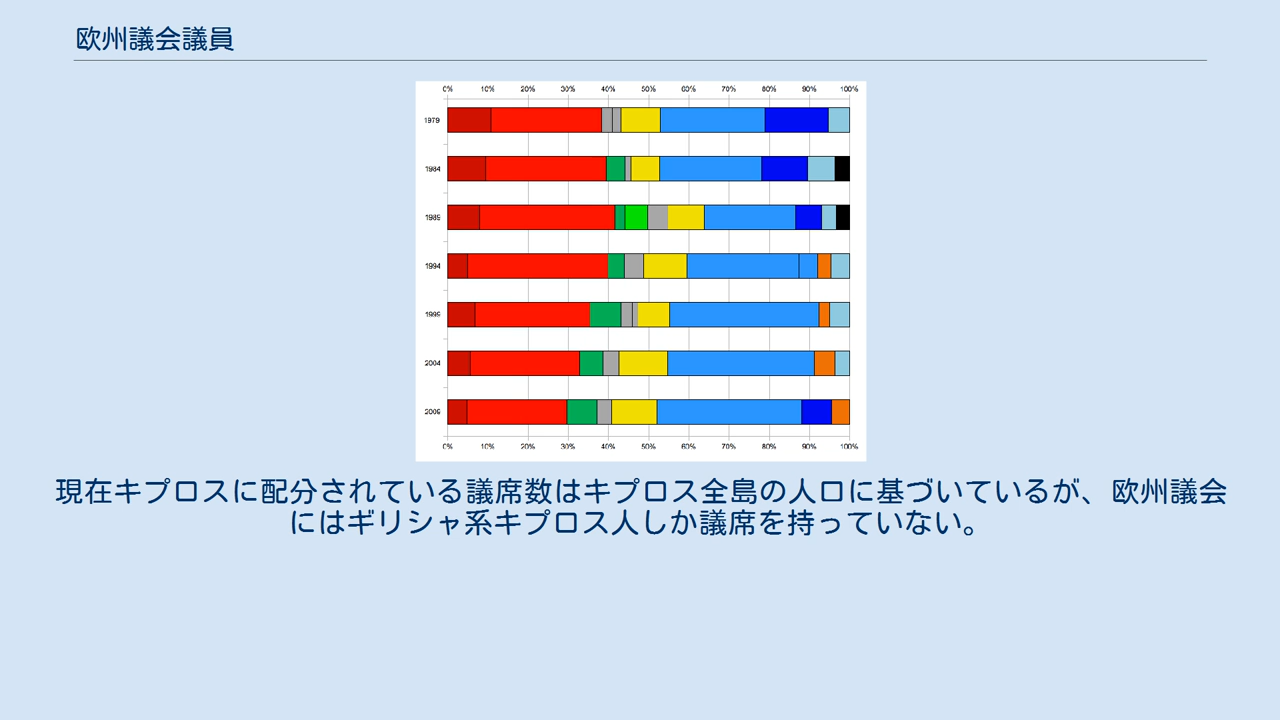 欧州議会議員
0% 10% 20% 30% 40% 50% 60% 70% 80% 90% 100%
1979
1984
1989
1994
1999
2004
2009
0% 10% 20% 30% 40% 50% 60% 70% 80% 90% 100%
現在キプロスに配分されている議席数はキプロス全島の人口に基づいているが、欧州議会
にはギリシャ系キプロス人しか議席を持っていない。